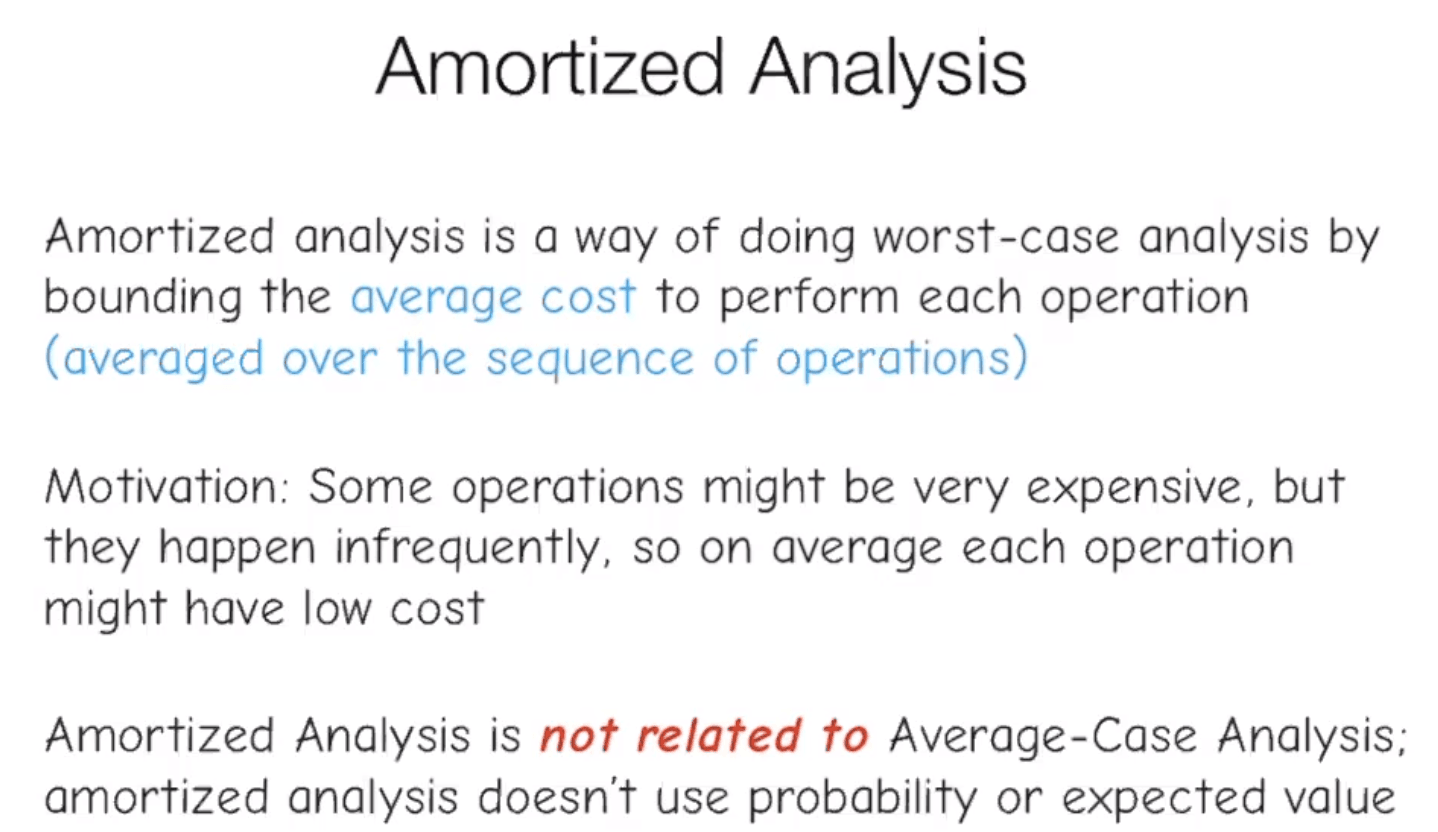 Amortized Analysis
Amortized analysis is a way of doing worst-case analysis by
bounding the average cost to perform each operation
(averaged over the sequence of operations)
Motivation: Some operations might be very expensive, but
they happen infrequently, so on average each operation
might have low cost
Amortized Analysis is not related to Average-Case Analysis;
amortized analysis doesn't use probability or expected value